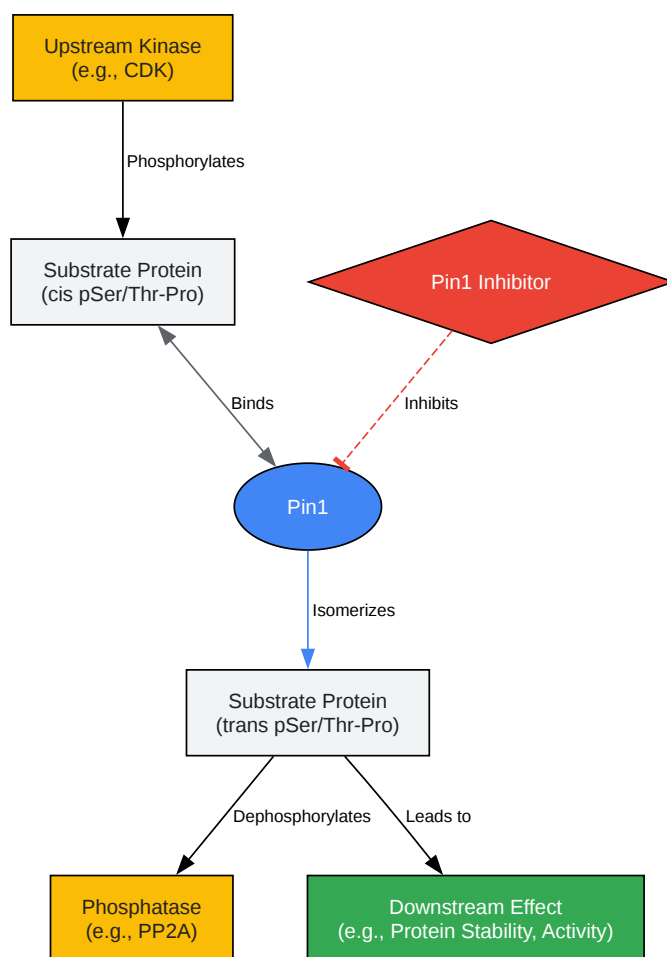 Upstream Kinase
(e.g., CDK)
Phosphorylates
Substrate Protein
(cis pSer/Thr-Pro)
Pin1 Inhibitor
Binds
Inhibits
Pin1
Isomerizes
Substrate Protein
(trans pSer/Thr-Pro)
Dephosphorylates
Leads to
Phosphatase
(e.g., PP2A)
Downstream Effect
(e.g., Protein Stability, Activity)